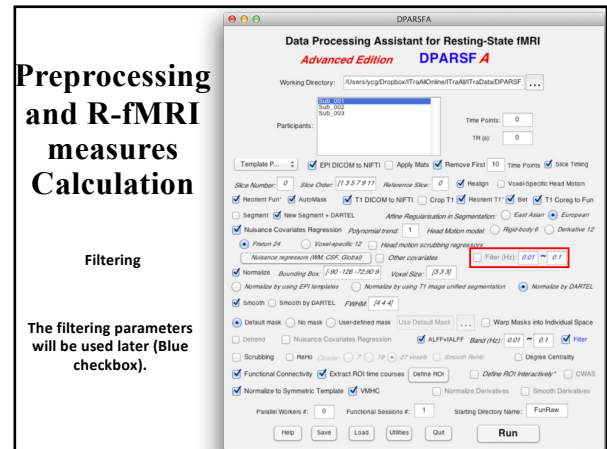 Preprocessing
and R-fMRI
measures
Calculation
Filtering
The filtering parameters
will be used later (Blue
checkbox).
DPARSFA
Data Processing Assistant for Resting-State fMRI
Advanced Edition DPARSF A
Working Directory: /Users/ycg/Dropbox/ITraAllOnline/ITraAll/ITraData/DPARSF ...
Participants: Sub_001
Sub_002
Sub_003
Time Points: 0
TR (s): 0
Template P... EPI DICOM to NIFTI Apply Mats Remove First 10 Time Points Slice Timing
Slice Number: 0 Slice Order: [1 3 5 7 9 11 Reference Slice: 0 Realign Voxel-Specific Head Motion
Reorient Fun* AutoMask T1 DICOM to NIFTI Crop T1 Reorient T1* Bet T1 Coreg to Fun
Segment New Segment + DARTEL Affine Regularisation in Segmentation: East Asian European
Nuisance Covariates Regression Polynomial trend: 1 Head Motion model: Rigid-body 6 Derivative 12
Friston 24 Voxel-specific 12 Head motion scrubbing regressors
Nuisance regressors (WM, CSF, Global) Other covariates Filter (Hz): 0.01 ~ 0.1
Normalize Bounding Box: [-90 -126 -72;90 9 Voxel Size: [3 3 3]
Normalize by using EPI templates Normalize by using T1 image unified segmentation Normalize by DARTEL
Smooth Smooth by DARTEL FWHM: [4 4 4]
Default mask No mask User-defined mask Use Default Mask ... Warp Masks into Individual Space
Detrend Nuisance Covariates Regression ALFF+fALFF Band (Hz): 0.01 ~ 0.1 Filter
Scrubbing ReHo Cluster: 7 19 27 voxels Smooth ReHo Degree Centrality
Functional Connectivity Extract ROI time courses Define ROI Define ROI Interactively* CWAS
Normalize to Symmetric Template VMHC Normalize Derivatives Smooth Derivatives
Parallel Workers #: 0 Functional Sessions #: 1 Starting Directory Name: FunRaw
Help Save Load Utilities Quit Run